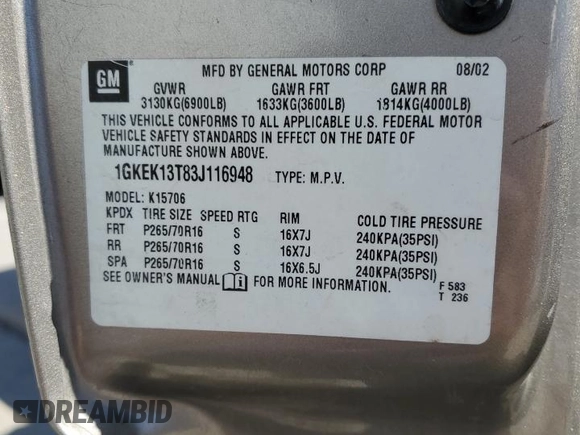 GM
MFD BY GENERAL MOTORS CORP 08/02
GVWR GAWR FRT GAWR RR
3130KG(6900LB) 1633KG(3600LB) 1814KG(4000LB)
THIS VEHICLE CONFORMS TO ALL APPLICABLE U.S. FEDERAL MOTOR
VEHICLE SAFETY STANDARDS IN EFFECT ON THE DATE OF
MANUFACTURE SHOWN ABOVE.
1GKEK13T83J116948 TYPE: M.P.V.
MODEL: K15706
KPDX TIRE SIZE SPEED RTG RIM COLD TIRE PRESSURE
FRT P265/70R16 S 16X7J 240KPA(35PSI)
RR P265/70R16 S 16X7J 240KPA(35PSI)
SPA P265/70R16 S 16X6.5J 240KPA(35PSI)
SEE OWNER'S MANUAL FOR MORE INFORMATION.
F 583
T 236
DREAMBID